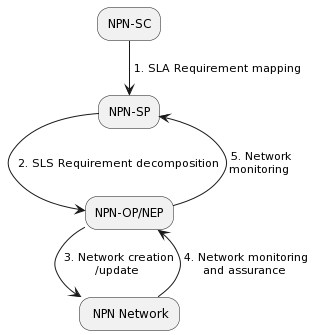 NPN-SC
1. SLA Requirement mapping
NPN-SP
2. SLS Requirement decomposition
5. Network
monitoring
NPN-OP/NEP
3. Network creation
/update
4. Network monitoring
and assurance
NPN Network